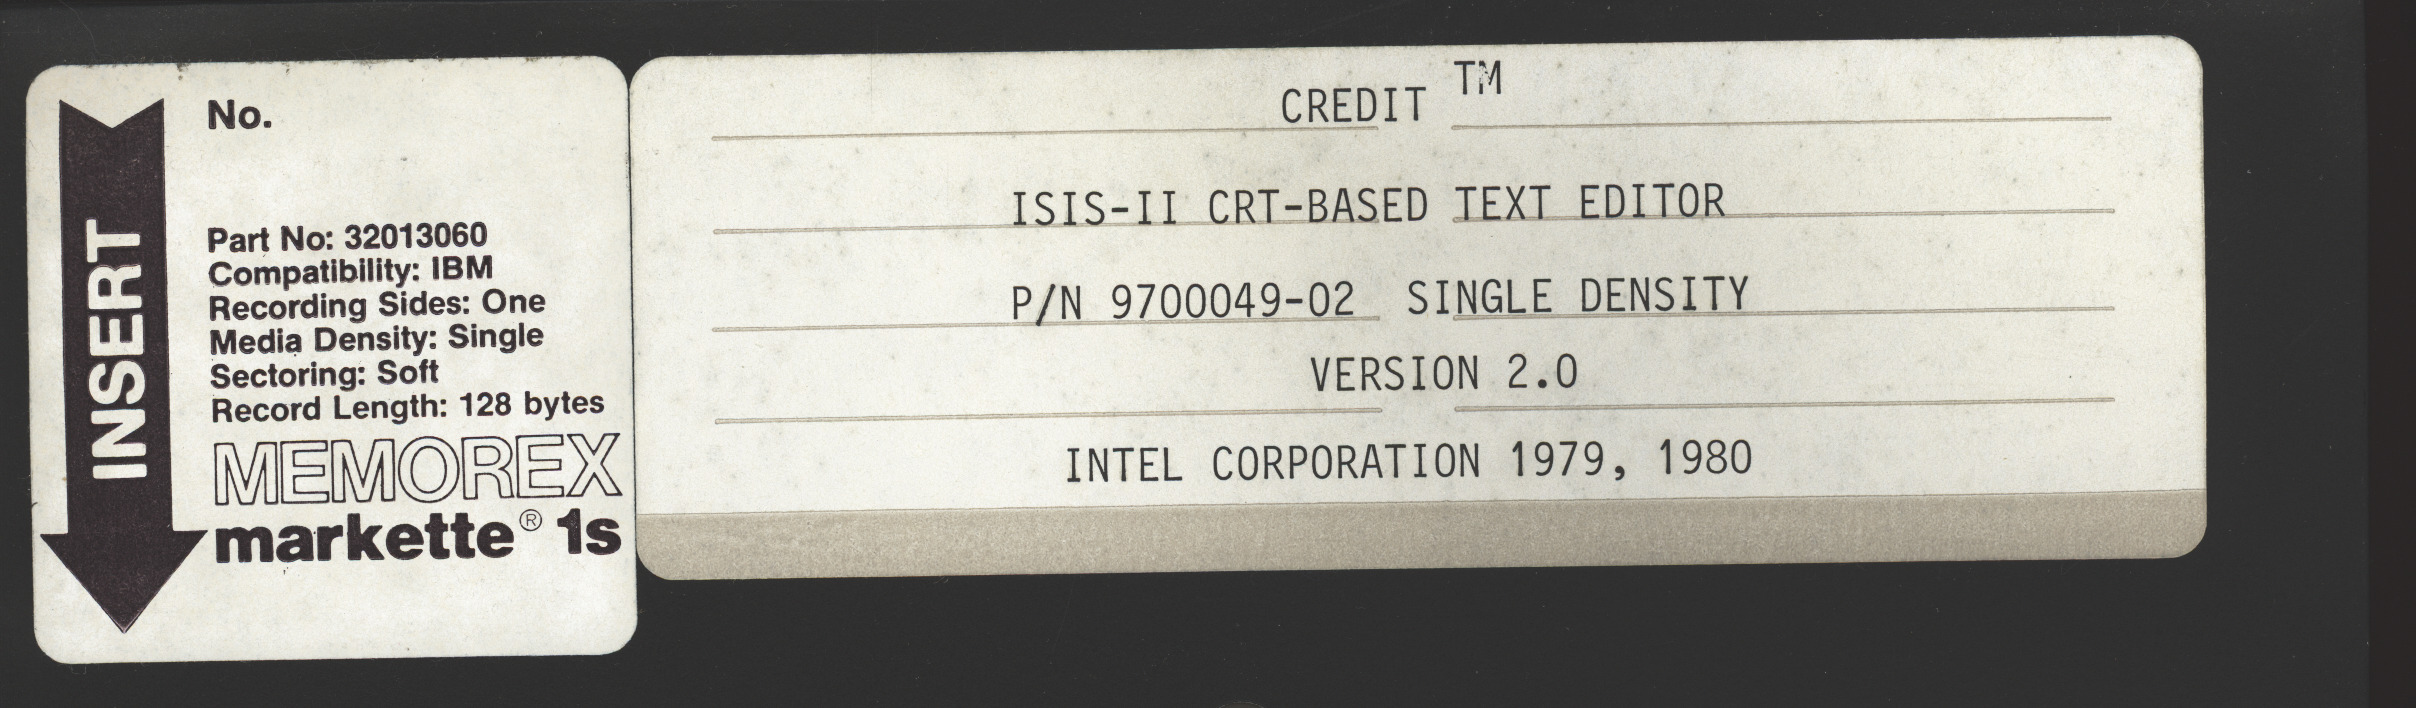 INSERT
No.
Part No: 32013060
Compatibility: IBM
Recording Sides: One
Media Density: Single
Sectoring: Soft
Record Length: 128 bytes
MEMOREX
markette® 1s
CREDIT TM
ISIS-II CRT-BASED TEXT EDITOR
P/N 9700049-02 SINGLE DENSITY
VERSION 2.0
INTEL CORPORATION 1979, 1980